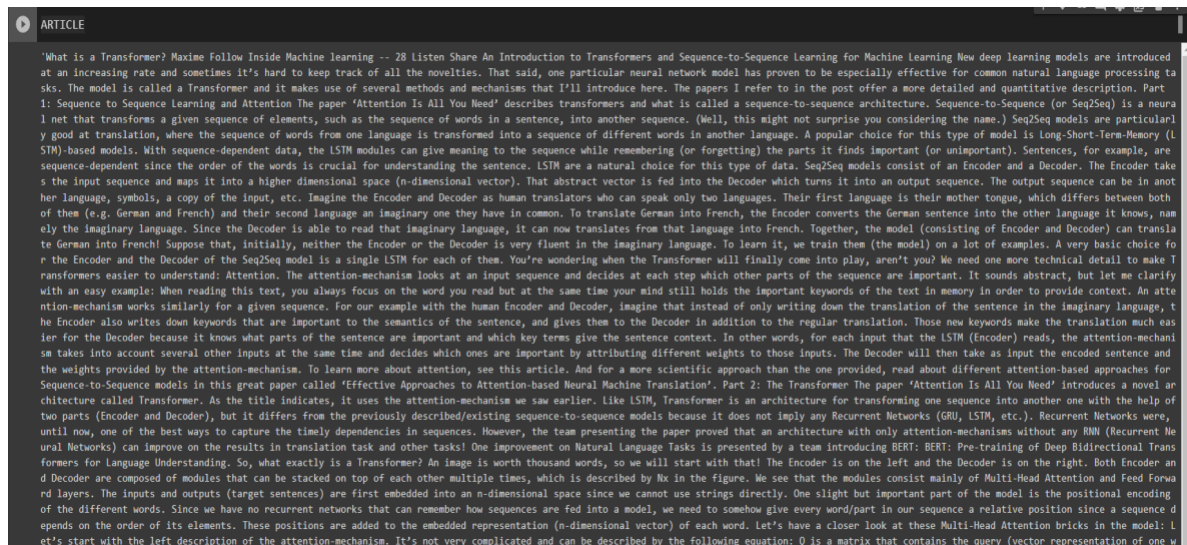 ARTICLE
'What is a Transformer? Maxime Follow Inside Machine learning -- 28 Listen Share An Introduction to Transformers and Sequence-to-Sequence Learning for Machine Learning New deep learning models are introduced
at an increasing rate and sometimes it's hard to keep track of all the novelties. That said, one particular neural network model has proven to be especially effective for common natural language processing ta
sks. The model is called a Transformer and it makes use of several methods and mechanisms that I'll introduce here. The papers I refer to in the post offer a more detailed and quantitative description. Part
1: Sequence to Sequence Learning and Attention The paper ‘Attention Is All You Need’ describes transformers and what is called a sequence-to-sequence architecture. Sequence-to-Sequence (or Seq2Seq) is a neura
l net that transforms a given sequence of elements, such as the sequence of words in a sentence, into another sequence. (Well, this might not surprise you considering the name.) Seq2Seq models are particularl
y good at translation, where the sequence of words from one language is transformed into a sequence of different words in another language. A popular choice for this type of model is Long-Short-Term-Memory (L
STM)-based models. With sequence-dependent data, the LSTM modules can give meaning to the sequence while remembering (or forgetting) the parts it finds important (or unimportant). Sentences, for example, are
sequence-dependent since the order of the words is crucial for understanding the sentence. LSTM are a natural choice for this type of data. Seq2Seq models consist of an Encoder and a Decoder. The Encoder take
s the input sequence and maps it into a higher dimensional space (n-dimensional vector). That abstract vector is fed into the Decoder which turns it into an output sequence. The output sequence can be in anot
her language, symbols, a copy of the input, etc. Imagine the Encoder and Decoder as human translators who can speak only two languages. Their first language is their mother tongue, which differs between both
of them (e.g. German and French) and their second language an imaginary one they have in common. To translate German into French, the Encoder converts the German sentence into the other language it knows, nam
ely the imaginary language. Since the Decoder is able to read that imaginary language, it can now translates from that language into French. Together, the model (consisting of Encoder and Decoder) can transla
te German into French! Suppose that, initially, neither the Encoder or the Decoder is very fluent in the imaginary language. To learn it, we train them (the model) on a lot of examples. A very basic choice fo
r the Encoder and the Decoder of the Seq2Seq model is a single LSTM for each of them. You're wondering when the Transformer will finally come into play, aren't you? We need one more technical detail to make T
ransformers easier to understand: Attention. The attention-mechanism looks at an input sequence and decides at each step which other parts of the sequence are important. It sounds abstract, but let me clarify
with an easy example: When reading this text, you always focus on the word you read but at the same time your mind still holds the important keywords of the text in memory in order to provide context. An atte
ntion-mechanism works similarly for a given sequence. For our example with the human Encoder and Decoder, imagine that instead of only writing down the translation of the sentence in the imaginary language, t
he Encoder also writes down keywords that are important to the semantics of the sentence, and gives them to the Decoder in addition to the regular translation. Those new keywords make the translation much eas
ier for the Decoder because it knows what parts of the sentence are important and which key terms give the sentence context. In other words, for each input that the LSTM (Encoder) reads, the attention-mechani
sm takes into account several other inputs at the same time and decides which ones are important by attributing different weights to those inputs. The Decoder will then take as input the encoded sentence and
the weights provided by the attention-mechanism. To learn more about attention, see this article. And for a more scientific approach than the one provided, read about different attention-based approaches for
Sequence-to-Sequence models in this great paper called ‘Effective Approaches to Attention-based Neural Machine Translation’. Part 2: The Transformer The paper ‘Attention Is All You Need’ introduces a novel ar
chitecture called Transformer. As the title indicates, it uses the attention-mechanism we saw earlier. Like LSTM, Transformer is an architecture for transforming one sequence into another one with the help of
two parts (Encoder and Decoder), but it differs from the previously described/existing sequence-to-sequence models because it does not imply any Recurrent Networks (GRU, LSTM, etc.). Recurrent Networks were,
until now, one of the best ways to capture the timely dependencies in sequences. However, the team presenting the paper proved that an architecture with only attention-mechanisms without any RNN (Recurrent Ne
ural Networks) can improve on the results in translation task and other tasks! One improvement on Natural Language Tasks is presented by a team introducing BERT: BERT: Pre-training of Deep Bidirectional Trans
formers for Language Understanding. So, what exactly is a Transformer? An image is worth thousand words, so we will start with that! The Encoder is on the left and the Decoder is on the right. Both Encoder an
d Decoder are composed of modules that can be stacked on top of each other multiple times, which is described by Nx in the figure. We see that the modules consist mainly of Multi-Head Attention and Feed Forwa
rd layers. The inputs and outputs (target sentences) are first embedded into an n-dimensional space since we cannot use strings directly. One slight but important part of the model is the positional encoding
of the different words. Since we have no recurrent networks that can remember how sequences are fed into a model, we need to somehow give every word/part in our sequence a relative position since a sequence d
epends on the order of its elements. These positions are added to the embedded representation (n-dimensional vector) of each word. Let's have a closer look at these Multi-Head Attention bricks in the model: L
et's start with the left description of the attention-mechanism. It's not very complicated and can be described by the following equation: Q is a matrix that contains the query (vector representation of one w